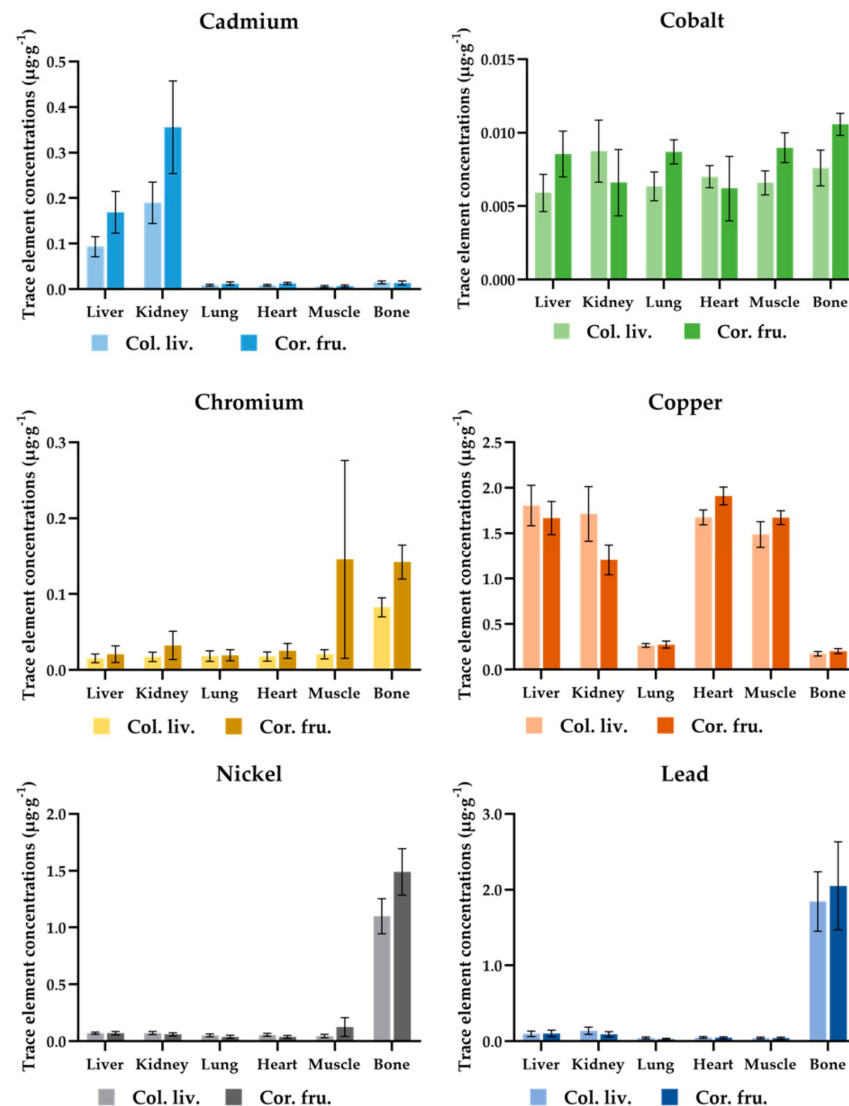 Cadmium
Trace element concentrations (µg·g⁻¹)
0.5
0.4
0.3
0.2
0.1
0.0
Liver Kidney Lung Heart Muscle Bone
Col. liv. Cor. fru.
Cobalt
Trace element concentrations (µg·g⁻¹)
0.015
0.010
0.005
0.000
Liver Kidney Lung Heart Muscle Bone
Col. liv. Cor. fru.
Chromium
Trace element concentrations (µg·g⁻¹)
0.3
0.2
0.1
0.0
Liver Kidney Lung Heart Muscle Bone
Col. liv. Cor. fru.
Copper
Trace element concentrations (µg·g⁻¹)
2.5
2.0
1.5
1.0
0.5
0.0
Liver Kidney Lung Heart Muscle Bone
Col. liv. Cor. fru.
Nickel
Trace element concentrations (µg·g⁻¹)
2.0
1.5
1.0
0.5
0.0
Liver Kidney Lung Heart Muscle Bone
Col. liv. Cor. fru.
Lead
Trace element concentrations (µg·g⁻¹)
3.0
2.0
1.0
0.0
Liver Kidney Lung Heart Muscle Bone
Col. liv. Cor. fru.